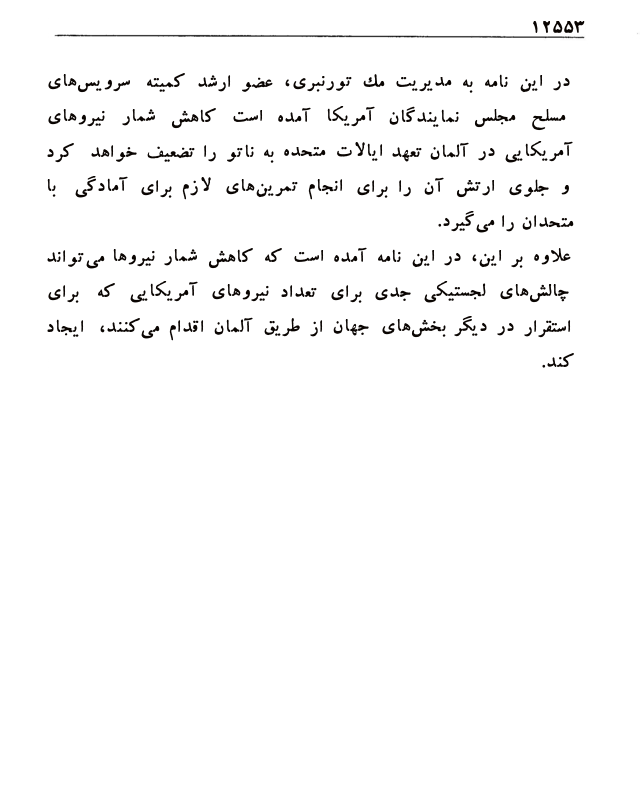 ۱۲۵۵۳
در این نامه به مدیریت مك تورنبری، عضو ارشد کمیته سرویس‌های
مسلح مجلس نمایندگان آمریکا آمده است کاهش شمار نیروهای
آمریکایی در آلمان تعهد ایالات متحده به ناتو را تضعیف خواهد کرد
و جلوی ارتش آن را برای انجام تمرین‌های لازم برای آمادگی با
متحدان را می‌گیرد.
علاوه بر این، در این نامه آمده است که کاهش شمار نیروها می‌تواند
چالش‌های لجستیکی جدی برای تعداد نیروهای آمریکایی که برای
استقرار در دیگر بخش‌های جهان از طریق آلمان اقدام می‌کنند، ایجاد
کند.